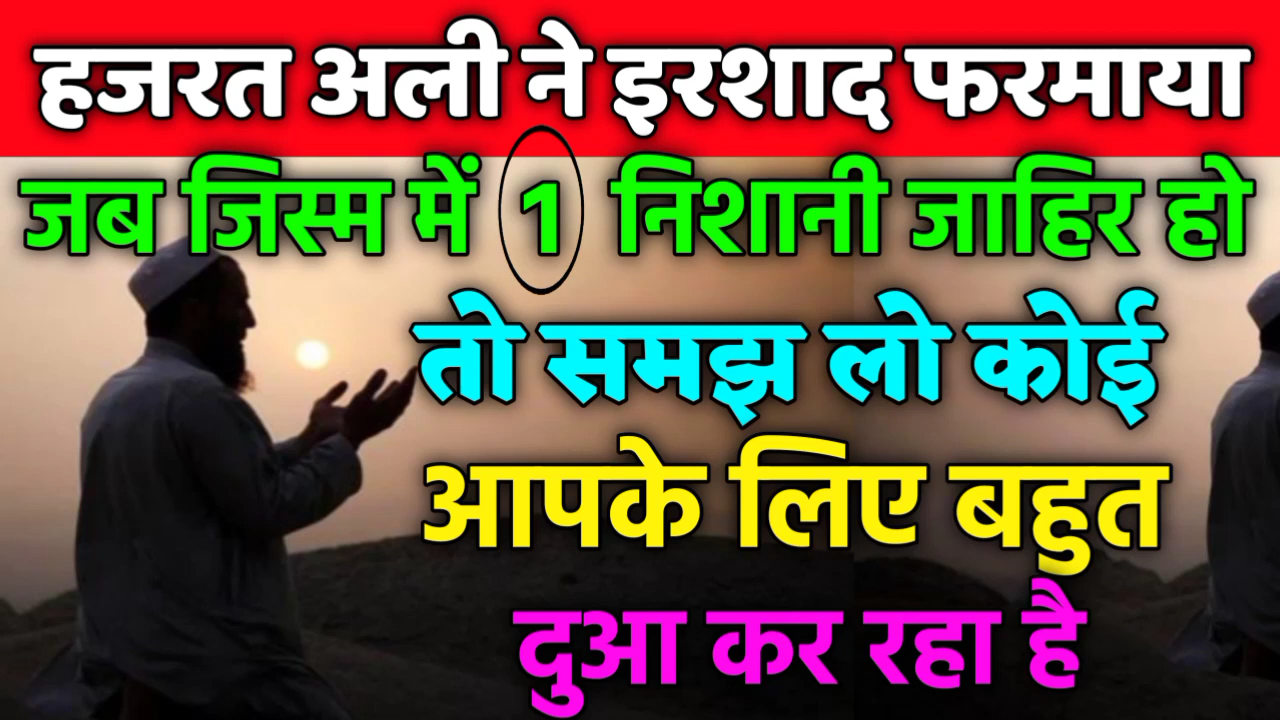 हजरत अली ने इरशाद फरमाया
जब जिस्म में 1 निशानी जाहिर हो
तो समझ लो कोई
आपके लिए बहुत
दुआ कर रहा है